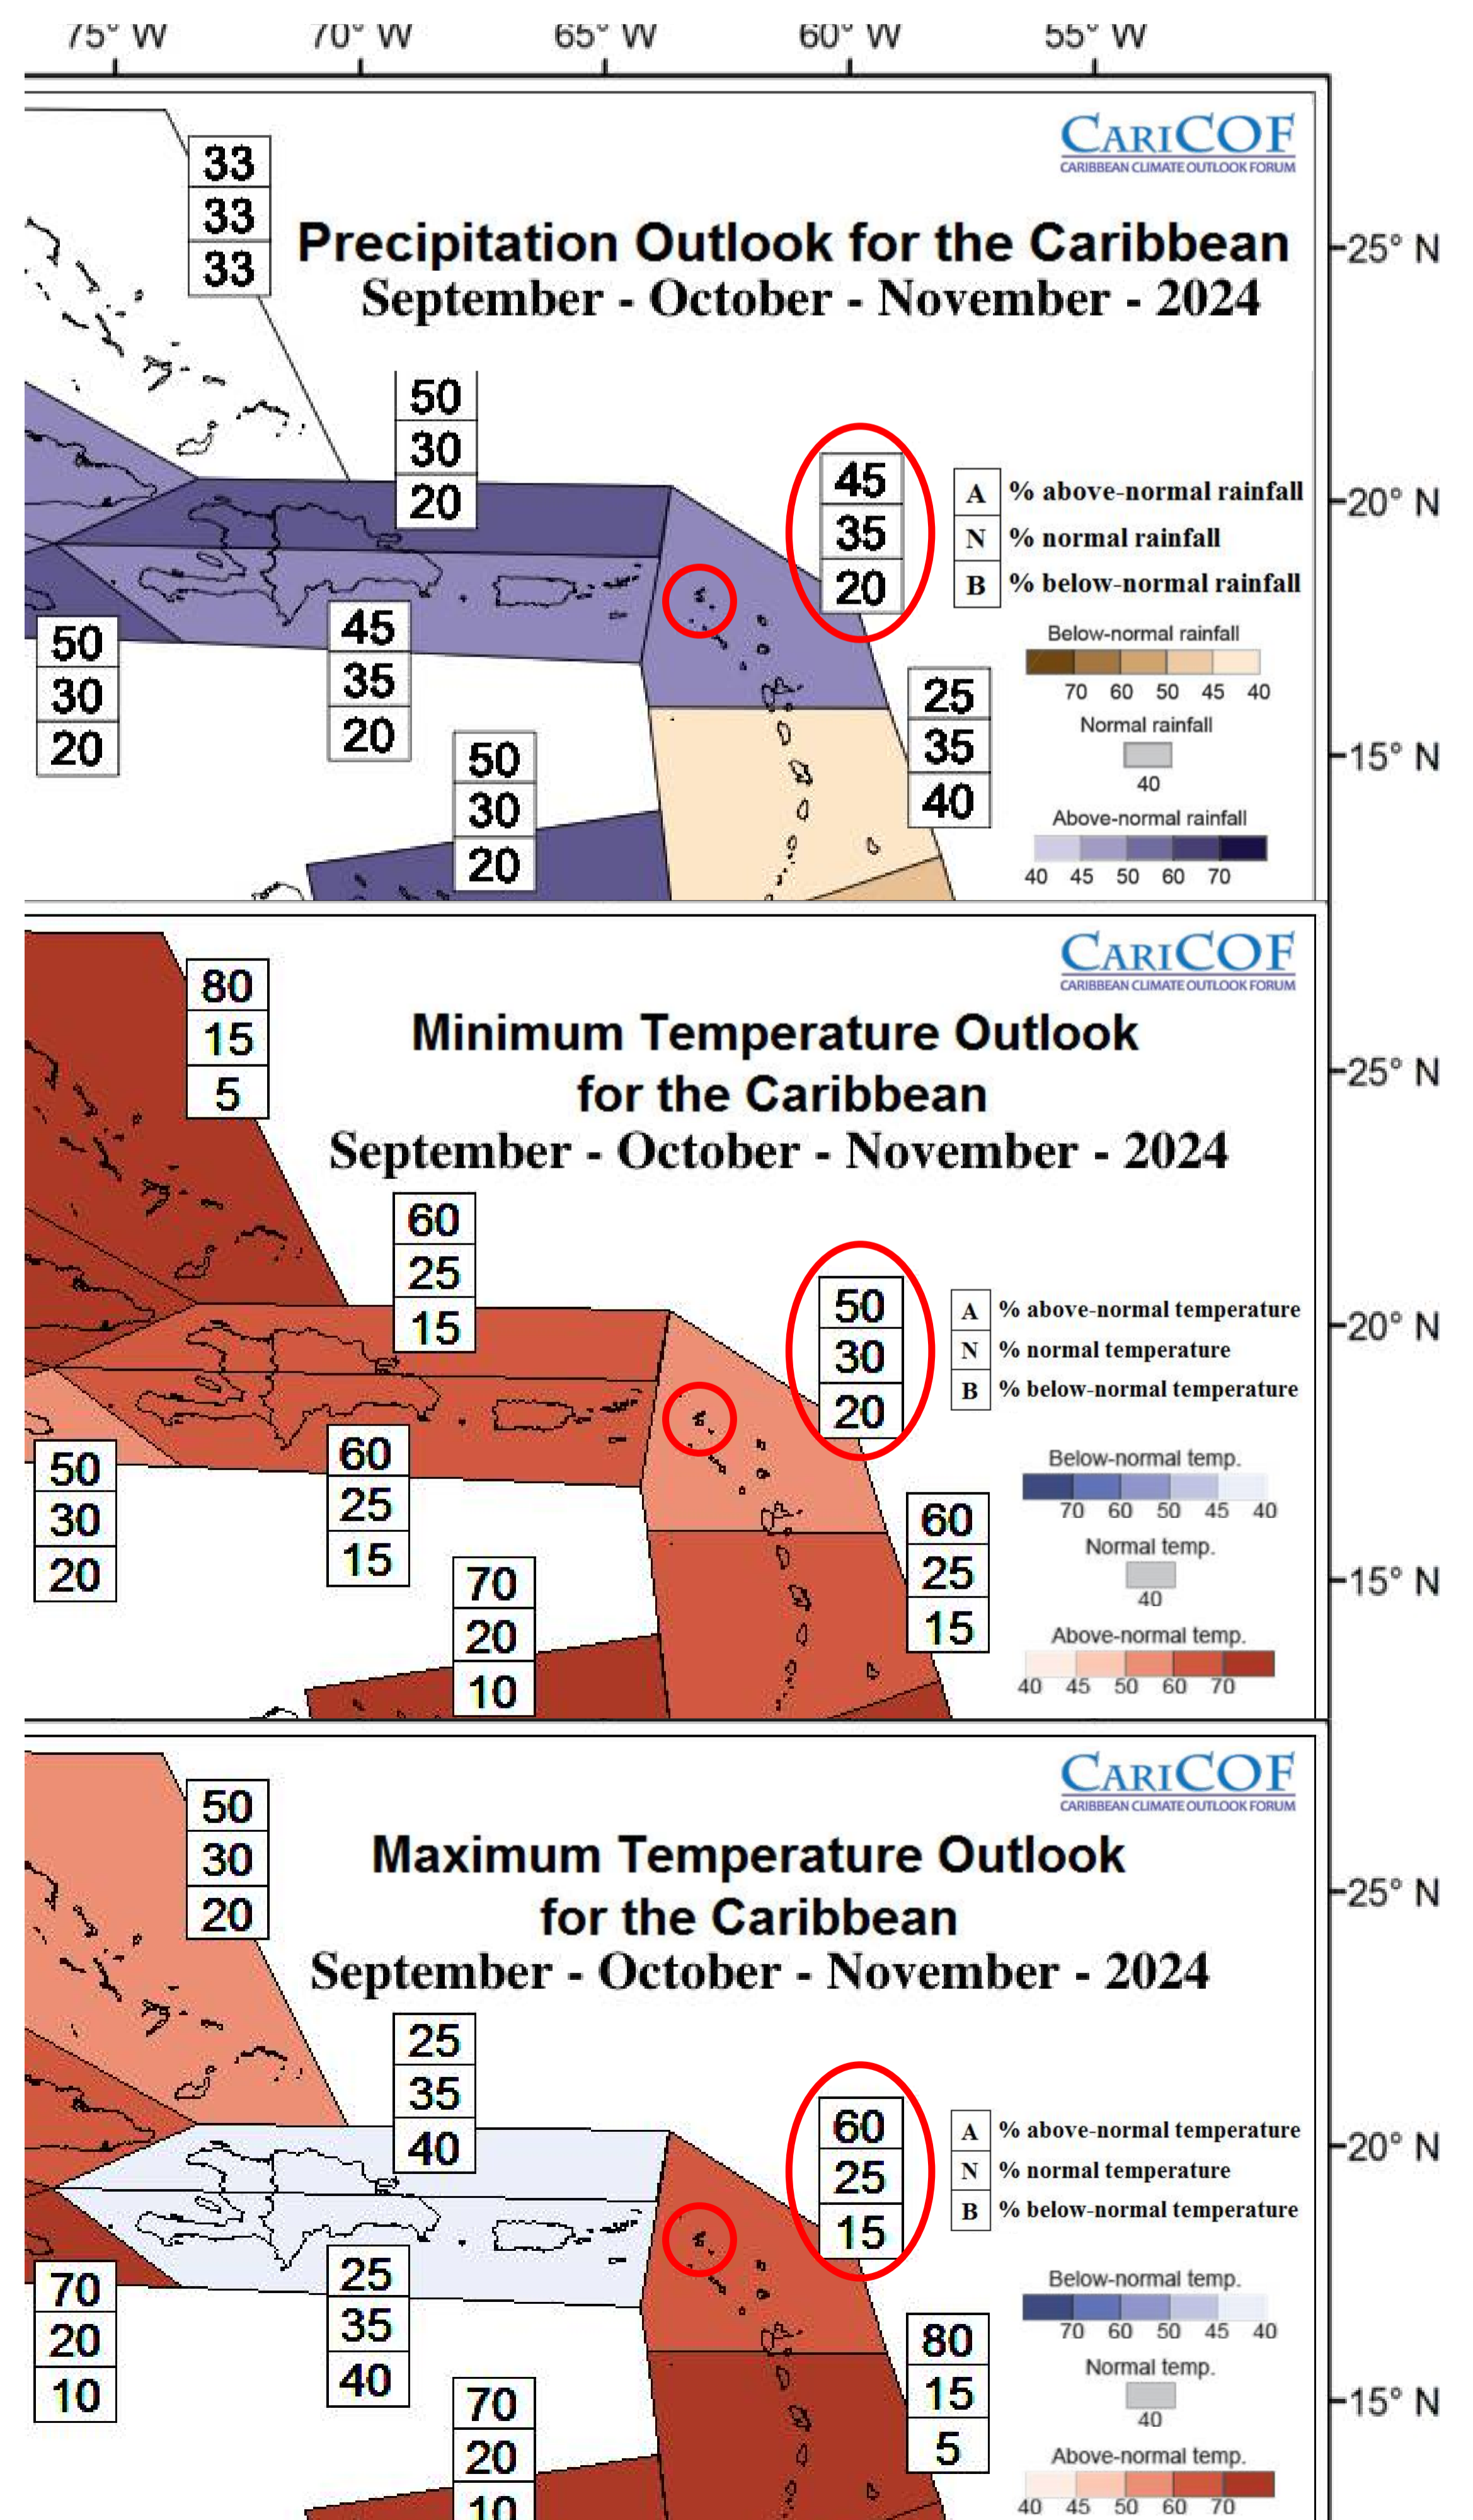 75° W 70° W 65° W 60° W 55° W
CARICOF
CARIBBEAN CLIMATE OUTLOOK FORUM
33
33
33
Precipitation Outlook for the Caribbean
September - October - November - 2024
25° N
50
30
20
45
35
20
A % above-normal rainfall
N % normal rainfall
B % below-normal rainfall
20° N
50
30
20
45
35
20
50
30
20
25
35
40
Below-normal rainfall
70 60 50 45 40
Normal rainfall
40
Above-normal rainfall
40 45 50 60 70
15° N
CARICOF
CARIBBEAN CLIMATE OUTLOOK FORUM
80
15
5
Minimum Temperature Outlook
for the Caribbean
September - October - November - 2024
25° N
60
25
15
50
30
20
A % above-normal temperature
N % normal temperature
B % below-normal temperature
20° N
50
30
20
60
25
15
70
20
10
60
25
15
Below-normal temp.
70 60 50 45 40
Normal temp.
40
Above-normal temp.
40 45 50 60 70
15° N
CARICOF
CARIBBEAN CLIMATE OUTLOOK FORUM
50
30
20
Maximum Temperature Outlook
for the Caribbean
September - October - November - 2024
25° N
25
35
40
60
25
15
A % above-normal temperature
N % normal temperature
B % below-normal temperature
20° N
70
20
10
25
35
40
70
20
10
80
15
5
Below-normal temp.
70 60 50 45 40
Normal temp.
40
Above-normal temp.
40 45 50 60 70
15° N